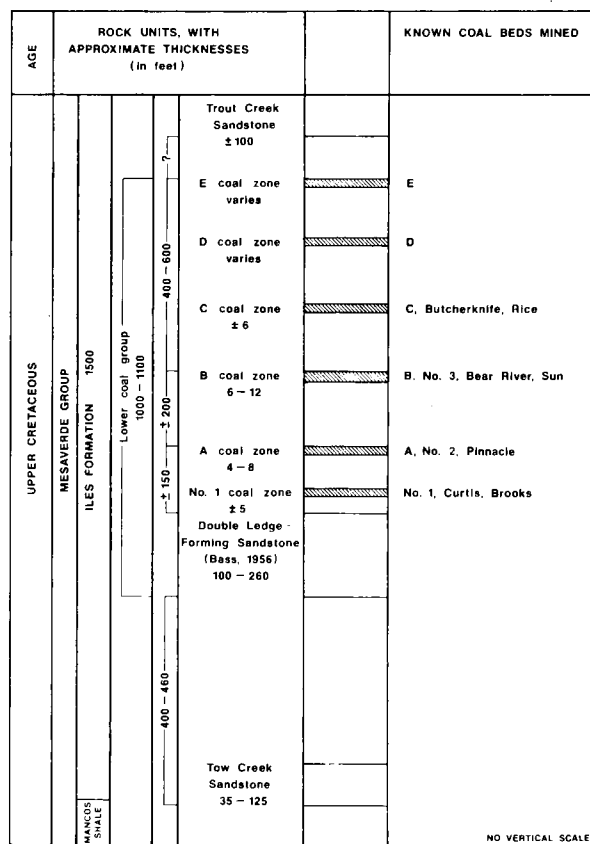 AGE
ROCK UNITS, WITH
APPROXIMATE THICKNESSES
(in feet)
KNOWN COAL BEDS MINED
UPPER CRETACEOUS
MESAVERDE GROUP
ILES FORMATION 1500
MANCOS
SHALE
Lower coal group
1000 – 1100
?
400 – 600
± 200
± 150
400 – 460
Trout Creek
Sandstone
± 100
E coal zone
varies
E
D coal zone
varies
D
C coal zone
± 6
C, Butcherknife, Rice
B coal zone
6 – 12
B. No. 3, Bear River, Sun
A coal zone
4 – 8
A, No. 2, Pinnacle
No. 1 coal zone
± 5
No. 1, Curtis, Brooks
Double Ledge -
Forming Sandstone
(Bass, 1956)
100 – 260
Tow Creek
Sandstone
35 – 125
NO VERTICAL SCALE